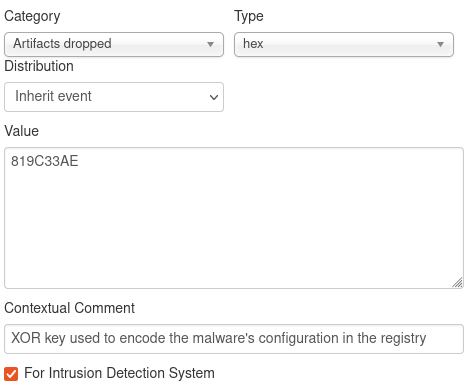 Category Type
Artifacts dropped hex
Distribution
Inherit event
Value
819C33AE
Contextual Comment
XOR key used to encode the malware's configuration in the registry
For Intrusion Detection System